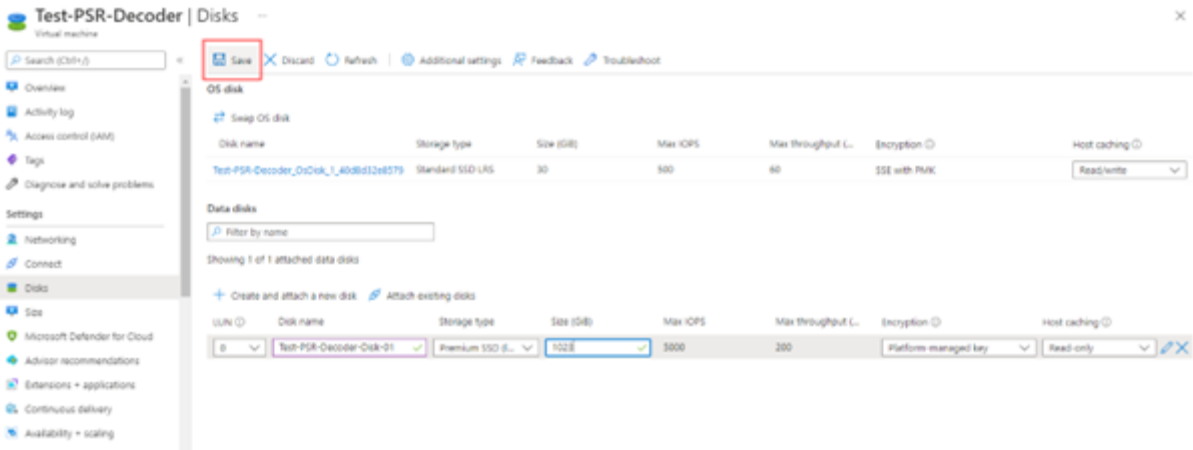 Test-PSR-Decoder | Disks ...
Virtual machine
Search (Ctrl+/)
Save Discard Refresh Additional settings Feedback Troubleshoot
Overview
Activity log
Access control (IAM)
Tags
Diagnose and solve problems
Settings
Networking
Connect
Disks
Size
Microsoft Defender for Cloud
Advisor recommendations
Extensions + applications
Continuous delivery
Availability + scaling
OS disk
Swap OS disk
Disk name Storage type Size (GiB) Max IOPS Max throughput (... Encryption Host caching
Standard SSD LRS 30 500 60 SSE with PMK Read/write
Data disks
Filter by name
Showing 1 of 1 attached data disks
Create and attach a new disk Attach existing disks
LUN Disk name Storage type Size (GiB) Max IOPS Max throughput (... Encryption Host caching
0 Test-PSR-Decoder-Disk-01 Premium SSD (l... 1023 5000 200 Platform-managed key Read-only